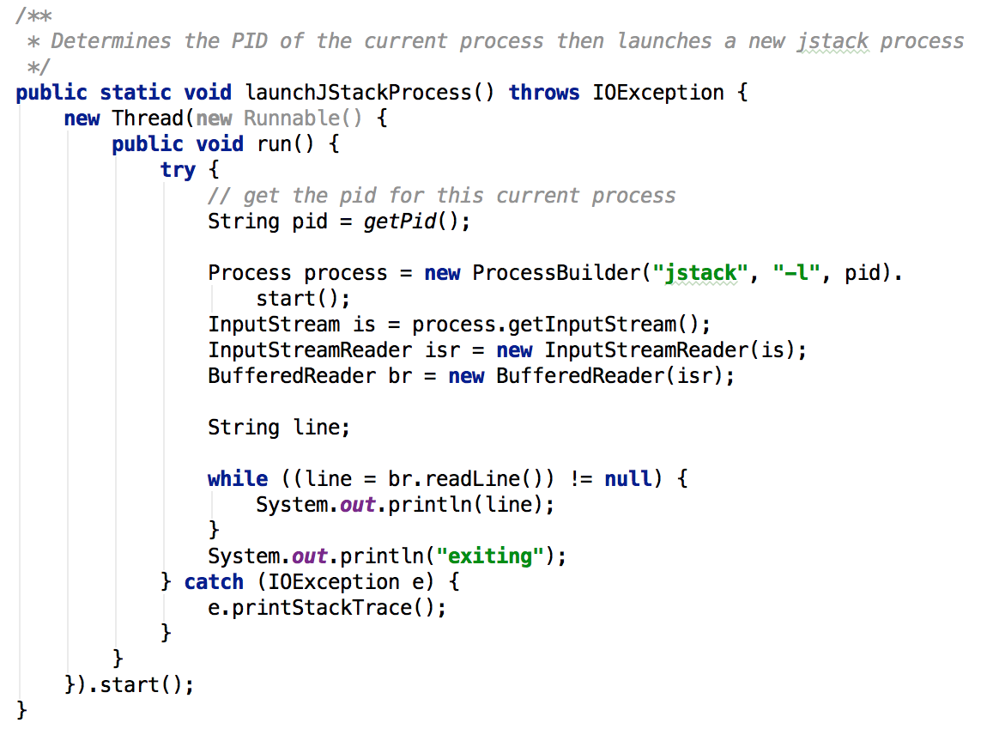 /**
 * Determines the PID of the current process then launches a new jstack process
 */
public static void launchJStackProcess() throws IOException {
    new Thread(new Runnable() {
        public void run() {
            try {
                // get the pid for this current process
                String pid = getPid();

                Process process = new ProcessBuilder("jstack", "-l", pid).
                    start();
                InputStream is = process.getInputStream();
                InputStreamReader isr = new InputStreamReader(is);
                BufferedReader br = new BufferedReader(isr);

                String line;

                while ((line = br.readLine()) != null) {
                    System.out.println(line);
                }
                System.out.println("exiting");
            } catch (IOException e) {
                e.printStackTrace();
            }
        }
    }).start();
}